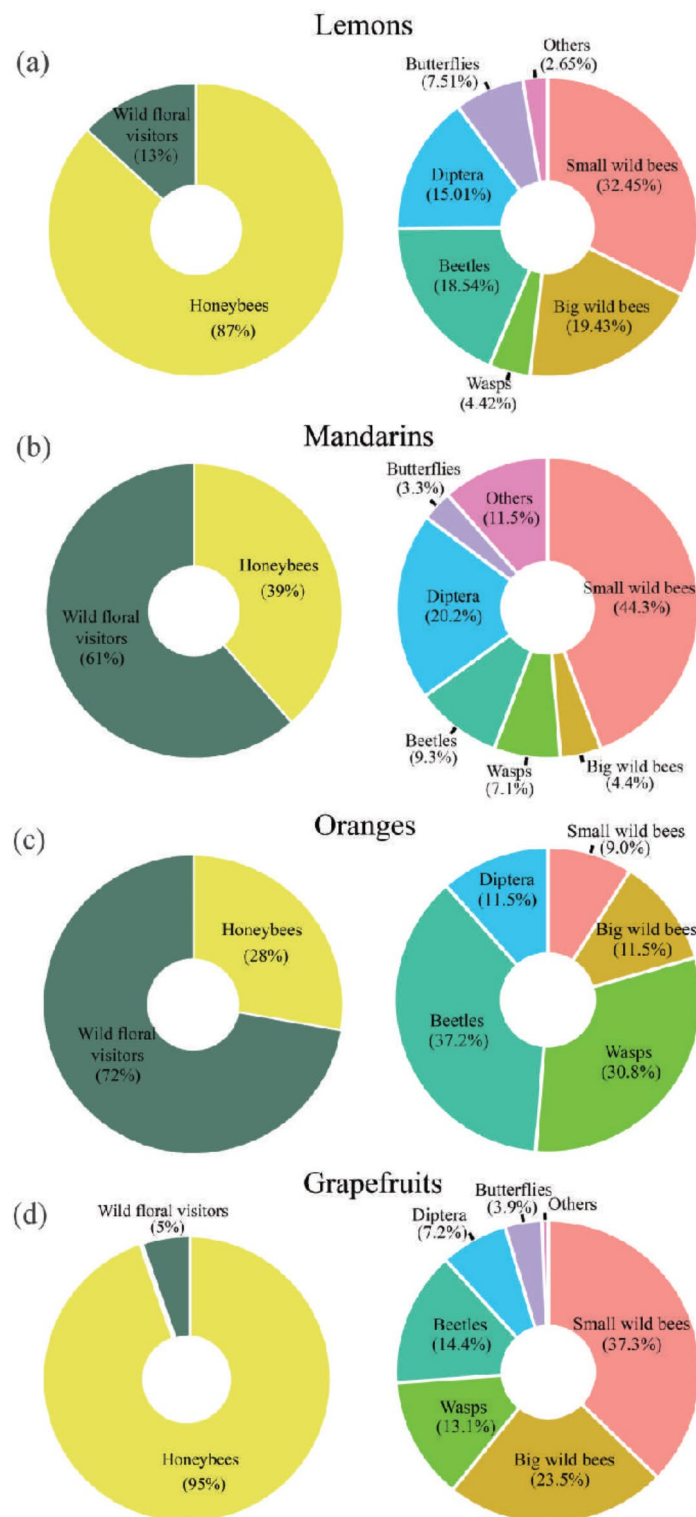 Lemons
(a)
Wild floral
visitors
(13%)
Honeybees
(87%)
Butterflies
(7.51%)
Others
(2.65%)
Small wild bees
(32.45%)
Diptera
(15.01%)
Beetles
(18.54%)
Big wild bees
(19.43%)
Wasps
(4.42%)
Mandarins
(b)
Honeybees
(39%)
Wild floral
visitors
(61%)
Butterflies
(3.3%)
Others
(11.5%)
Small wild bees
(44.3%)
Diptera
(20.2%)
Beetles
(9.3%)
Wasps
(7.1%)
Big wild bees
(4.4%)
Oranges
(c)
Honeybees
(28%)
Wild floral
visitors
(72%)
Small wild bees
(9.0%)
Diptera
(11.5%)
Big wild bees
(11.5%)
Beetles
(37.2%)
Wasps
(30.8%)
Grapefruits
(d)
Wild floral visitors
(5%)
Honeybees
(95%)
Butterflies
(3.9%)
Others
Diptera
(7.2%)
Small wild bees
(37.3%)
Beetles
(14.4%)
Wasps
(13.1%)
Big wild bees
(23.5%)